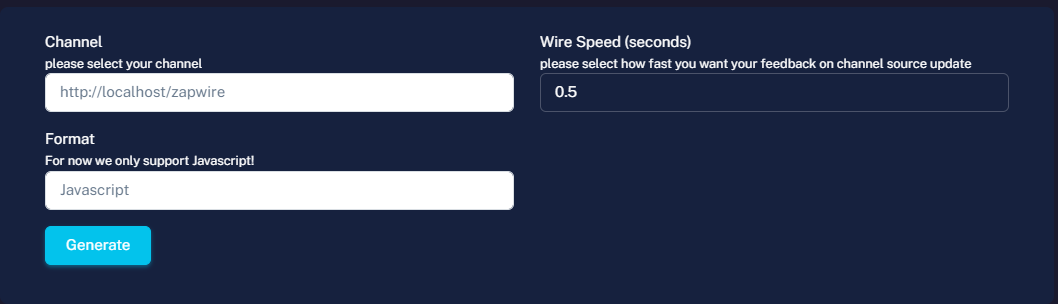 Channel
please select your channel
http://localhost/zapwire
Wire Speed (seconds)
please select how fast you want your feedback on channel source update
0.5
Format
For now we only support Javascript!
Javascript
Generate